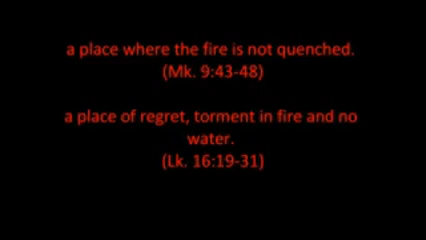 a place where the fire is not quenched.
(Mk. 9:43-48)
a place of regret, torment in fire and no
water.
(Lk. 16:19-31)